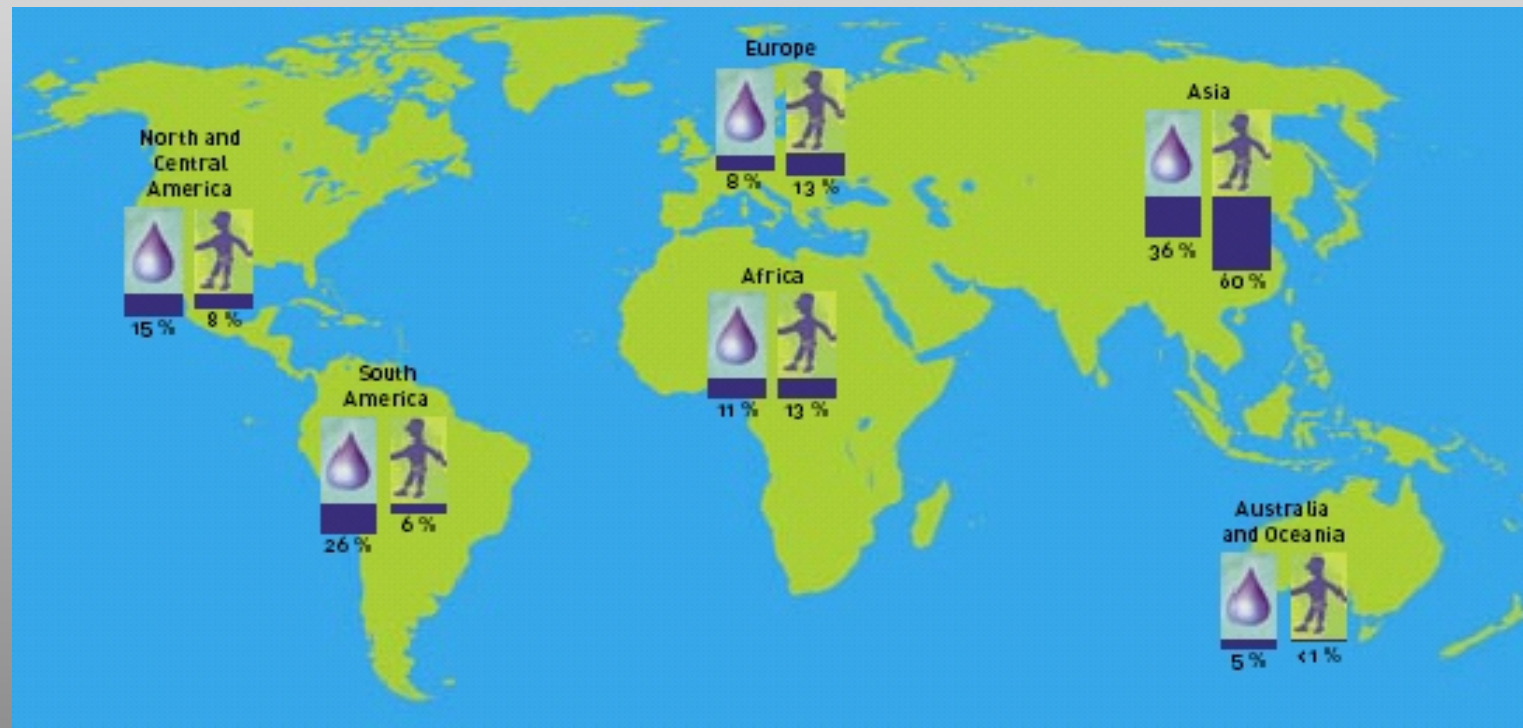 Europe
8 %
13 %
Asia
36 %
60 %
North and
Central
America
15 %
8 %
Africa
11 %
13 %
South
America
26 %
6 %
Australia
and Oceania
5 %
<1 %